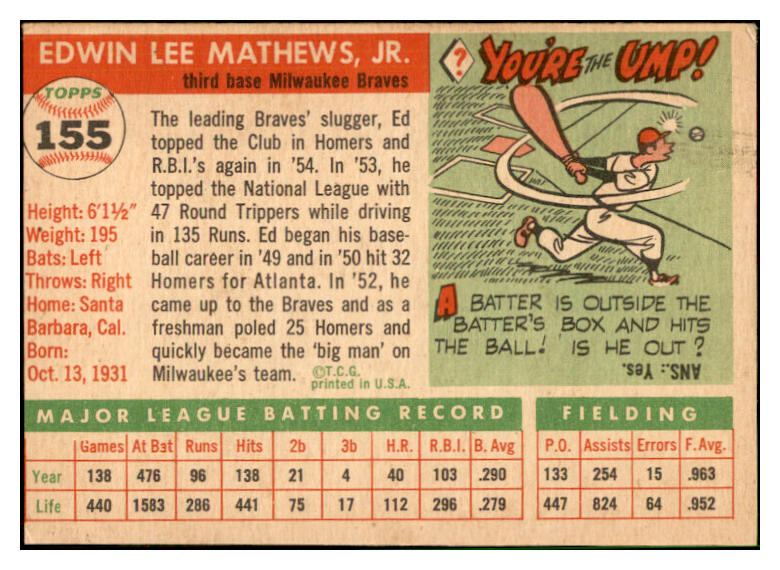 EDWIN LEE MATHEWS, JR.
third base Milwaukee Braves
TOPPS
155
Height: 6'1½"
Weight: 195
Bats: Left
Throws: Right
Home: Santa
Barbara, Cal.
Born:
Oct. 13, 1931
The leading Braves' slugger, Ed
topped the Club in Homers and
R.B.I.'s again in '54. In '53, he
topped the National League with
47 Round Trippers while driving
in 135 Runs. Ed began his base-
ball career in '49 and in '50 hit 32
Homers for Atlanta. In '52, he
came up to the Braves and as a
freshman poled 25 Homers and
quickly became the 'big man' on
Milwaukee's team.
©T.C.G.
printed in U.S.A.
? YOU'RE THE UMP!
A BATTER IS OUTSIDE THE
BATTER'S BOX AND HITS
THE BALL! IS HE OUT?
ANS.: Yes.
MAJOR LEAGUE BATTING RECORD
Games At Bat Runs Hits 2b 3b H.R. R.B.I. B. Avg
Year 138 476 96 138 21 4 40 103 .290
Life 440 1583 286 441 75 17 112 296 .279
FIELDING
P.O. Assists Errors F. Avg.
133 254 15 .963
447 824 64 .952